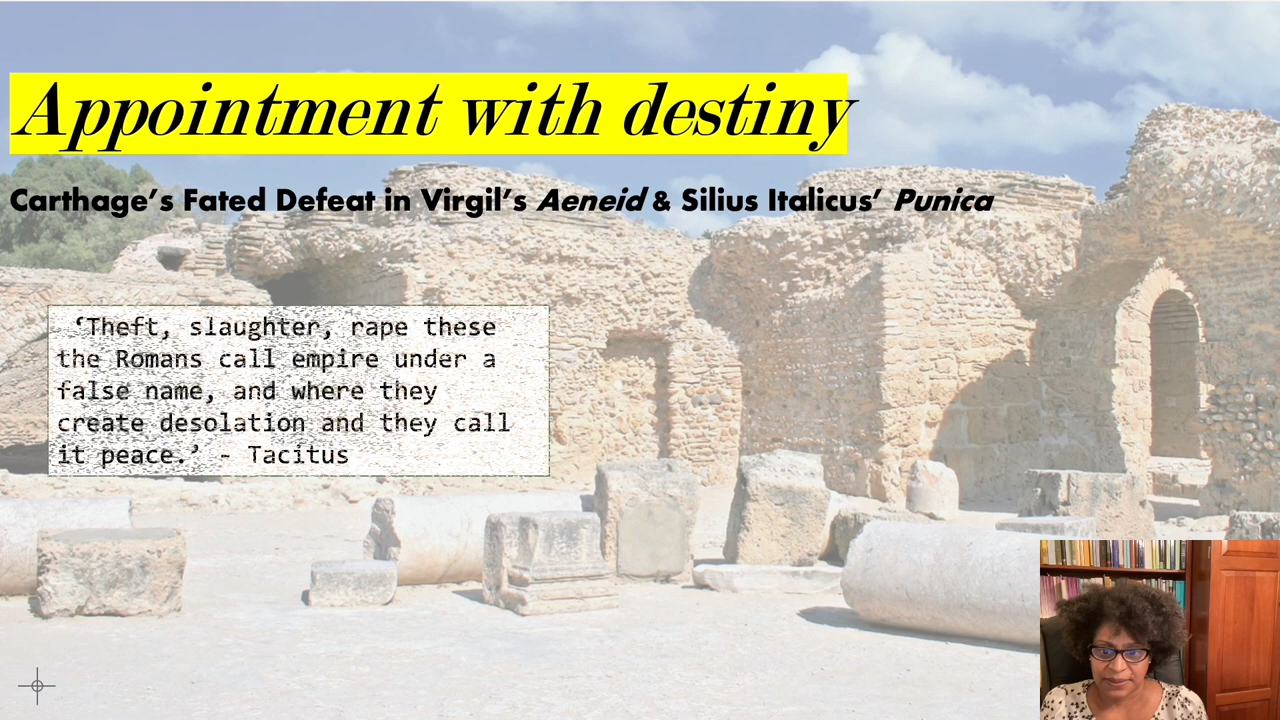 Appointment with destiny
Carthage’s Fated Defeat in Virgil’s Aeneid & Silius Italicus’ Punica
‘Theft, slaughter, rape these
the Romans call empire under a
false name, and where they
create desolation and they call
it peace.’ - Tacitus